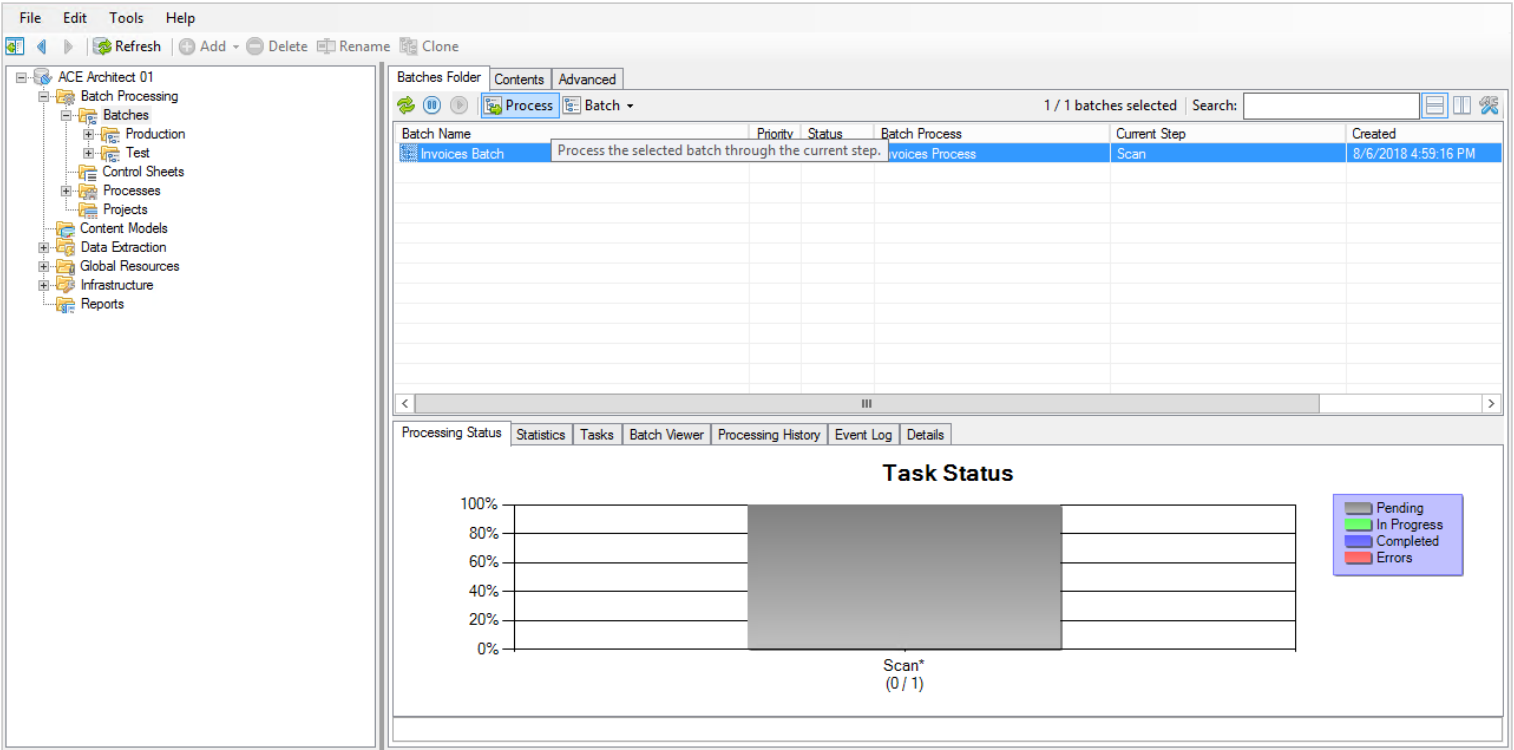 File Edit Tools Help
Refresh Add Delete Rename Clone
ACE Architect 01
Batch Processing
Batches
Production
Test
Control Sheets
Processes
Projects
Content Models
Data Extraction
Global Resources
Infrastructure
Reports
Batches Folder Contents Advanced
Process Batch 1 / 1 batches selected Search:
Batch Name Priority Status Batch Process Current Step Created
Invoices Batch nvoices Process Scan 8/6/2018 4:59:16 PM
Process the selected batch through the current step.
Processing Status Statistics Tasks Batch Viewer Processing History Event Log Details
Task Status
100%
80%
60%
40%
20%
0%
Scan*
(0 / 1)
Pending
In Progress
Completed
Errors